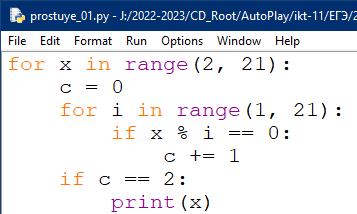 prostuye_01.py - J:/2022-2023/CD_Root/AutoPlay/ikt-11/ЕГЭ/2
File Edit Format Run Options Window Help
for x in range(2, 21):
    c = 0
    for i in range(1, 21):
        if x % i == 0:
            c += 1
    if c == 2:
        print(x)